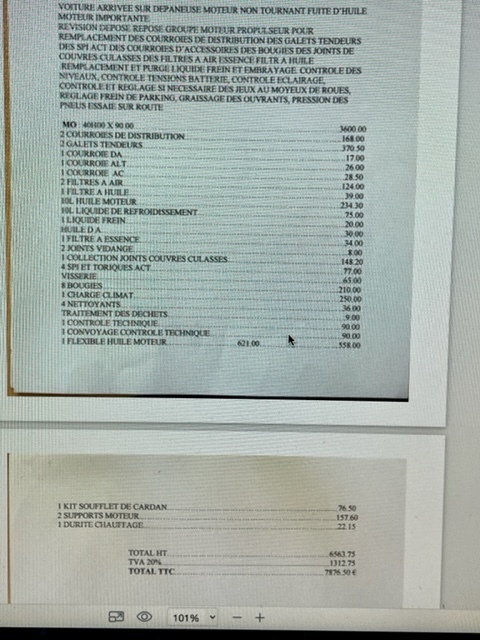 VOITURE ARRIVEE SUR DEPANEUSE MOTEUR NON TOURNANT FUITE D'HUILE
MOTEUR IMPORTANTE
REVISION DEPOSE REPOSE GROUPE MOTEUR PROPULSEUR POUR
REMPLACEMENT DES COURROIES DE DISTRIBUTION DES GALETS TENDEURS
DES SPI ACT DES COURROIES D'ACCESSOIRES DES BOUGIES DES JOINTS DE
COUVRES CULASSES DES FILTRES A AIR ESSENCE FILTR A HUILE
REMPLACEMENT ET PURGE LIQUIDE FREIN ET EMBRAYAGE CONTROLE DES
NIVEAUX, CONTROLE TENSIONS BATTERIE, CONTROLE ECLAIRAGE,
CONTROLE ET REGLAGE SI NECESSAIRE DES JEUX AU MOYEUX DE ROUES,
REGLAGE FREIN DE PARKING, GRAISSAGE DES OUVRANTS, PRESSION DES
PNEUS ESSAIE SUR ROUTE
MO : 40H00 X 90.00 3600.00
2 COURROIES DE DISTRIBUTION 168.00
2 GALETS TENDEURS 370.50
1 COURROIE DA 17.00
1 COURROIE ALT 26.00
1 COURROIE AC 28.50
2 FILTRES A AIR 124.00
1 FILTRE A HUILE 39.00
10L HUILE MOTEUR 234.30
10L LIQUIDE DE REFROIDISSEMENT 75.00
1 LIQUIDE FREIN 20.00
HUILE D A 30.00
1 FILTRE A ESSENCE 34.00
2 JOINTS VIDANGE 8.00
1 COLLECTION JOINTS COUVRES CULASSES 148.20
4 SPI ET TORIQUES ACT 77.00
VISSERIE 65.00
8 BOUGIES 210.00
1 CHARGE CLIMAT 250.00
4 NETTOYANTS 36.00
TRAITEMENT DES DECHETS 9.00
1 CONTROLE TECHNIQUE 90.00
1 CONVOYAGE CONTROLE TECHNIQUE 90.00
1 FLEXIBLE HUILE MOTEUR 621.00 558.00
1 KIT SOUFFLET DE CARDAN 76.50
2 SUPPORTS MOTEUR 157.60
1 DURITE CHAUFFAGE 22.15
TOTAL HT 6563.75
TVA 20% 1312.75
TOTAL TTC 7876.50 €
101%